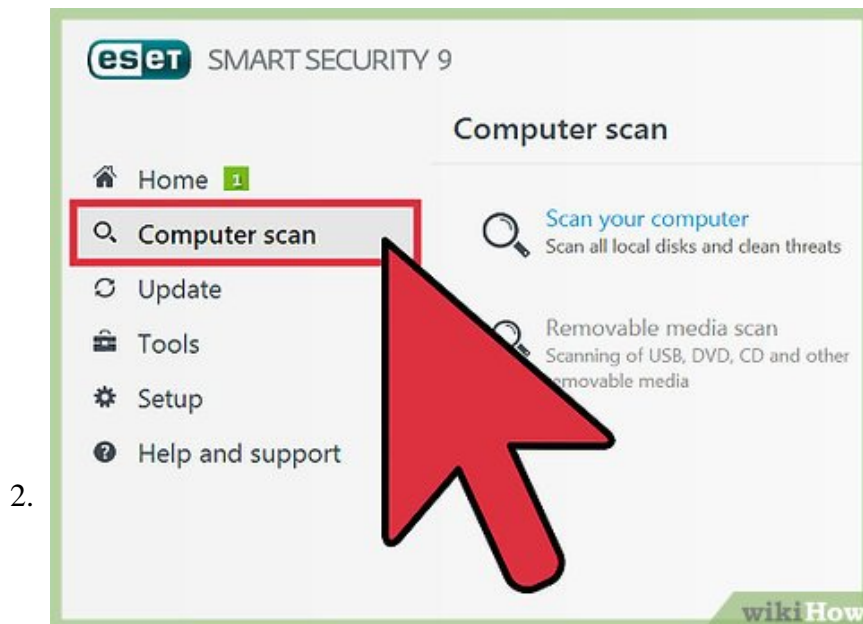 eset SMART SECURITY 9
Computer scan
Home 1
Computer scan
Update
Tools
Setup
Help and support
Scan your computer
Scan all local disks and clean threats
Removable media scan
Scanning of USB, DVD, CD and other
removable media
2.
wikiHow